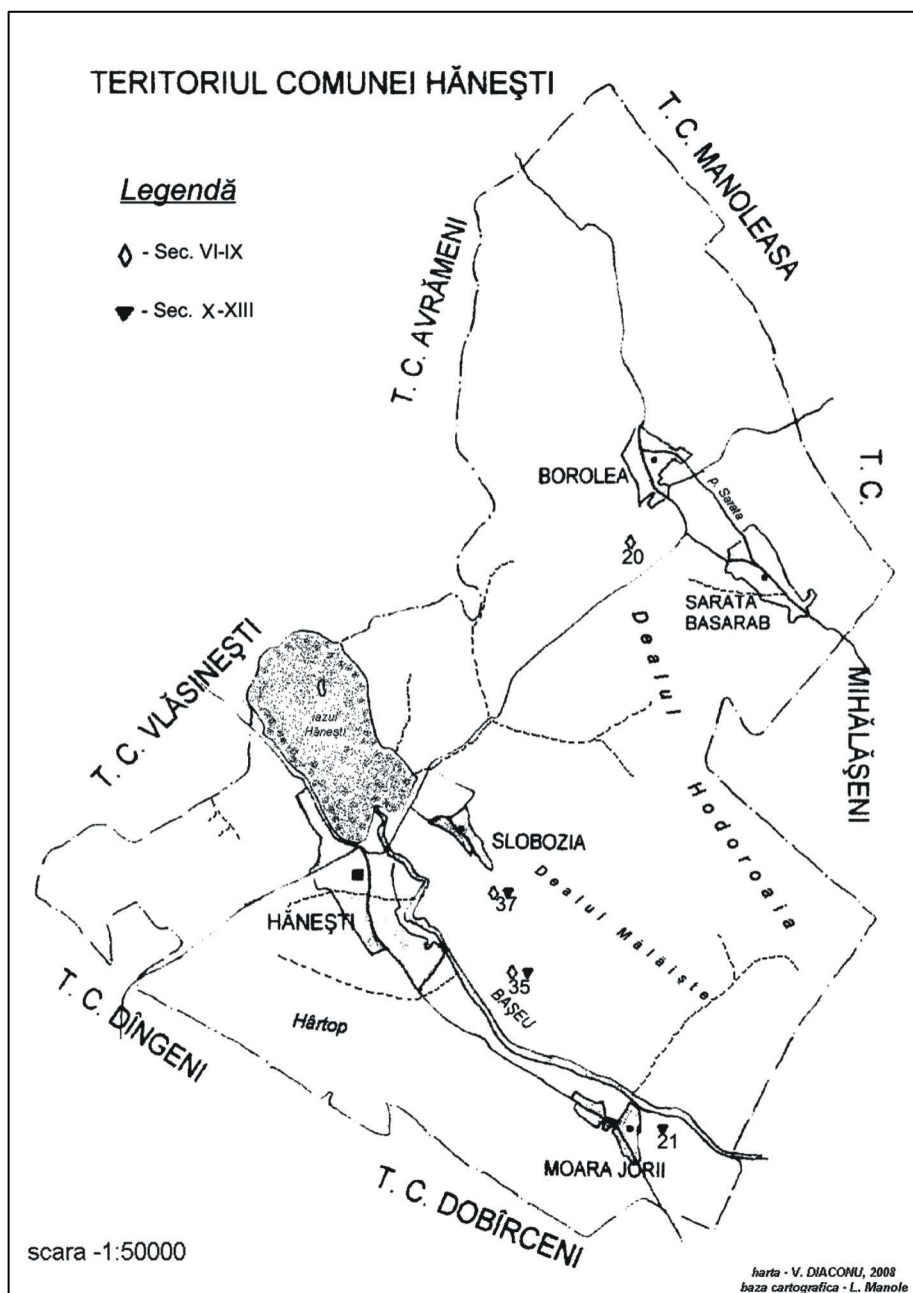 TERITORIUL COMUNEI HĂNEŞTI
Legendă
- Sec. VI-IX
- Sec. X-XIII
T. C. MANOLEASA
T. C. AVRĂMENI
T. C.
MIHĂLĂŞENI
BOROLEA
p. Sarata
20
SARATA
BASARAB
Dealul
Hodoroaia
T. C. VLĂSINEŞTI
iazul
Hăneşti
SLOBOZIA
Dealul Mălăişte
37
HĂNEŞTI
35
BAŞEU
Hârtop
T. C. DÎNGENI
21
MOARA JORII
T. C. DOBÎRCENI
scara -1:50000
harta - V. DIACONU, 2008
baza cartografica - L. Manole